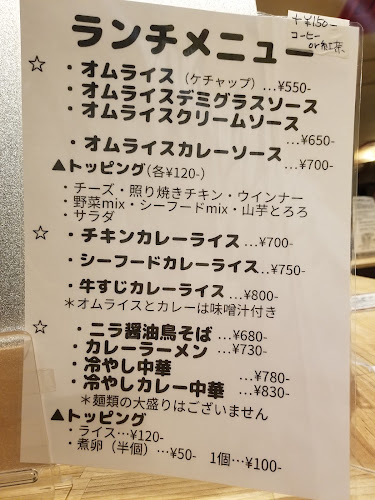 +¥150-
コーヒー
or紅茶
ランチメニュー
☆
・オムライス（ケチャップ）…¥550-
・オムライスデミグラスソース
・オムライスクリームソース
…¥650-
・オムライスカレーソース…¥700-
▲トッピング(各¥120-)
・チーズ・照り焼きチキン・ウインナー
・野菜mix・シーフードmix・山芋とろろ
・サラダ
☆・チキンカレーライス…¥700-
・シーフードカレーライス…¥750-
・牛すじカレーライス…¥800-
＊オムライスとカレーは味噌汁付き
☆・ニラ醤油鳥そば…¥680-
・カレーラーメン…¥730-
・冷やし中華 …¥780-
・冷やしカレー中華 …¥830-
＊麺類の大盛りはございません
▲トッピング
・ライス…¥120-
・煮卵（半個）…¥50- 1個…¥100-